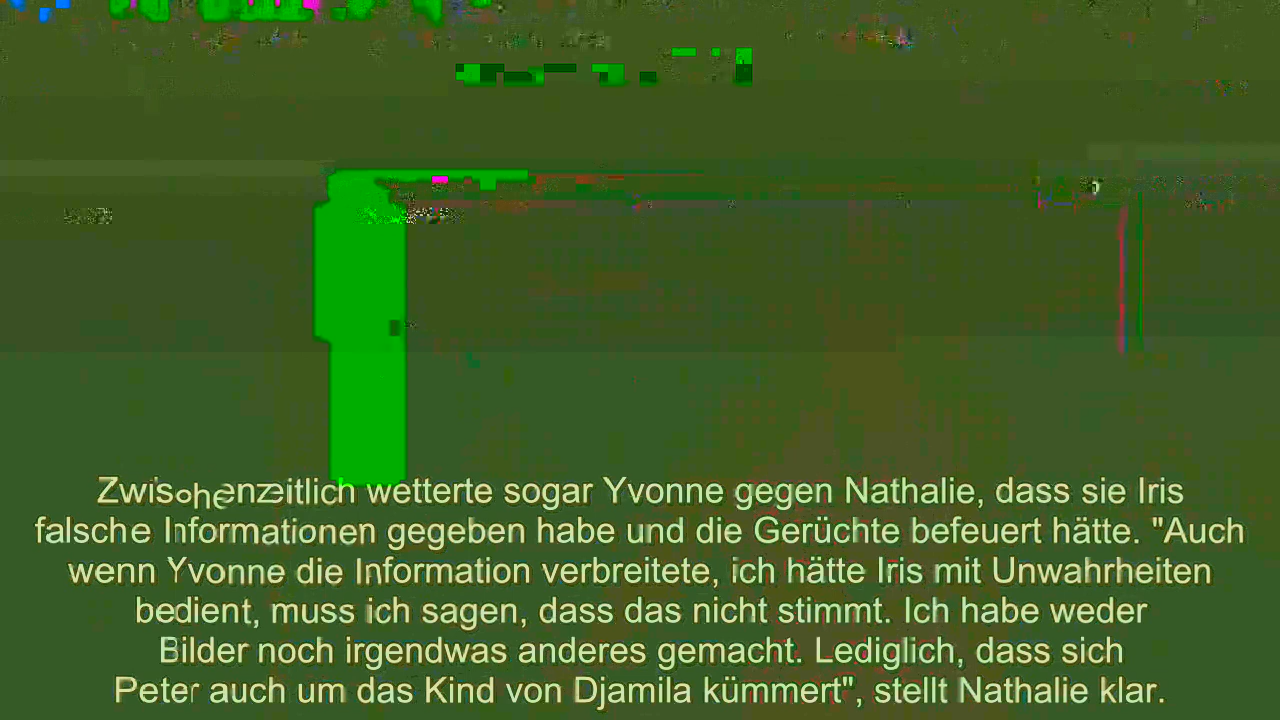 Zwischenzeitlich wetterte sogar Yvonne gegen Nathalie, dass sie Iris
falsche Informationen gegeben habe und die Gerüchte befeuert hätte. "Auch
wenn Yvonne die Information verbreitete, ich hätte Iris mit Unwahrheiten
bedient, muss ich sagen, dass das nicht stimmt. Ich habe weder
Bilder noch irgendwas anderes gemacht. Lediglich, dass sich
Peter auch um das Kind von Djamila kümmert", stellt Nathalie klar.